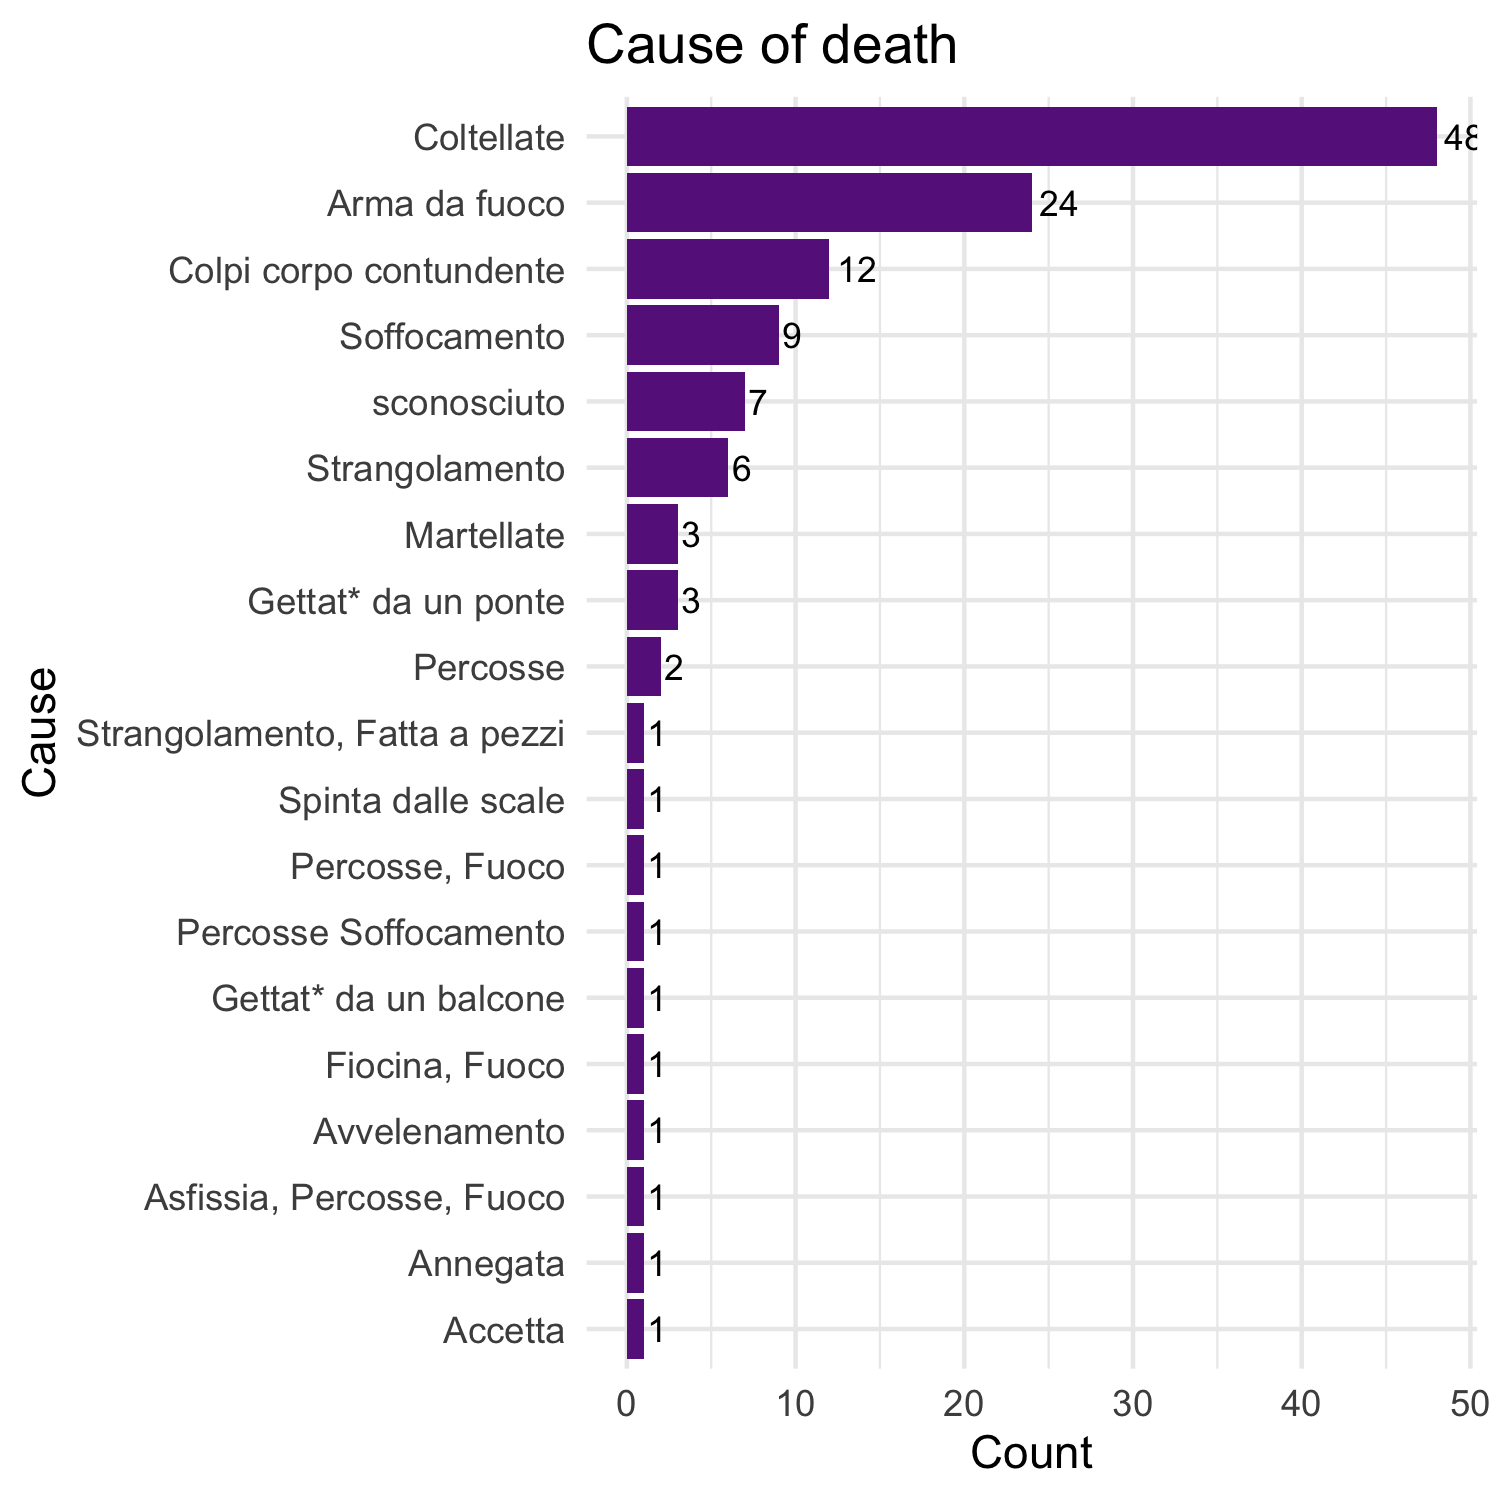 Cause of death
Coltellate 48
Arma da fuoco 24
Colpi corpo contundente 12
Soffocamento 9
sconosciuto 7
Strangolamento 6
Martellate 3
Gettat* da un ponte 3
Percosse 2
Strangolamento, Fatta a pezzi 1
Spinta dalle scale 1
Percosse, Fuoco 1
Percosse Soffocamento 1
Gettat* da un balcone 1
Fiocina, Fuoco 1
Avvelenamento 1
Asfissia, Percosse, Fuoco 1
Annegata 1
Accetta 1
Cause
0 10 20 30 40 50
Count